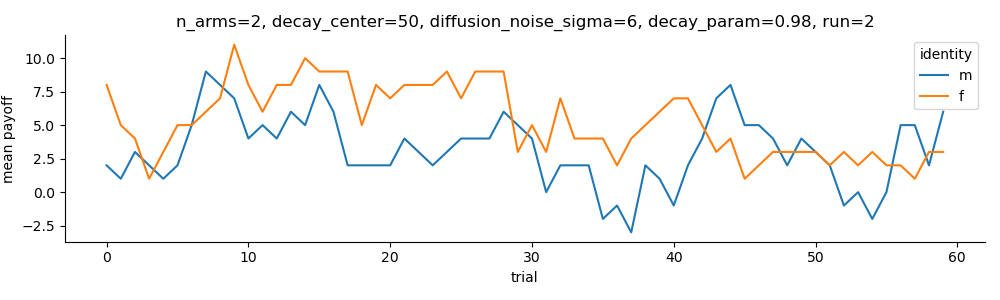 n_arms=2, decay_center=50, diffusion_noise_sigma=6, decay_param=0.98, run=2
identity
m
f
mean payoff
10.0
7.5
5.0
2.5
0.0
−2.5
0 10 20 30 40 50 60
trial